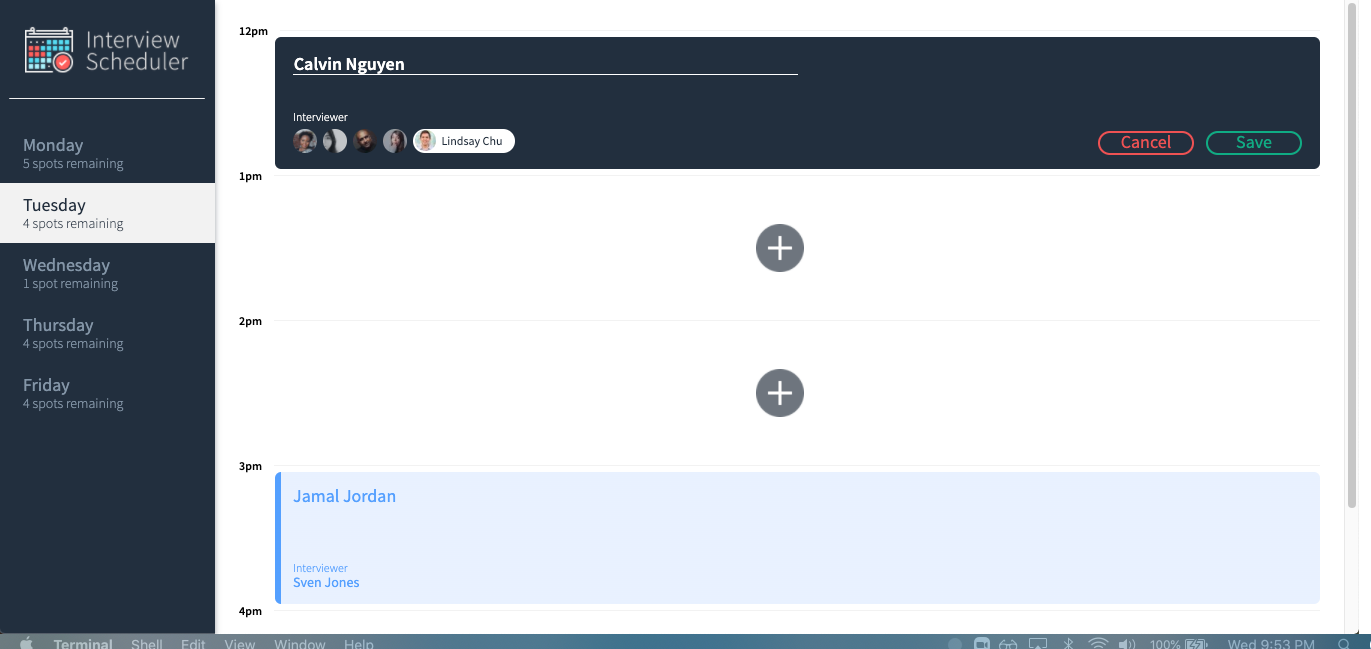 Interview
Scheduler
Monday
5 spots remaining
Tuesday
4 spots remaining
Wednesday
1 spot remaining
Thursday
4 spots remaining
Friday
4 spots remaining
12pm
Calvin Nguyen
Interviewer
Lindsay Chu
Cancel Save
1pm
2pm
3pm
Jamal Jordan
Interviewer
Sven Jones
4pm
Terminal Shell Edit View Window Help 100% Wed 9:53 PM